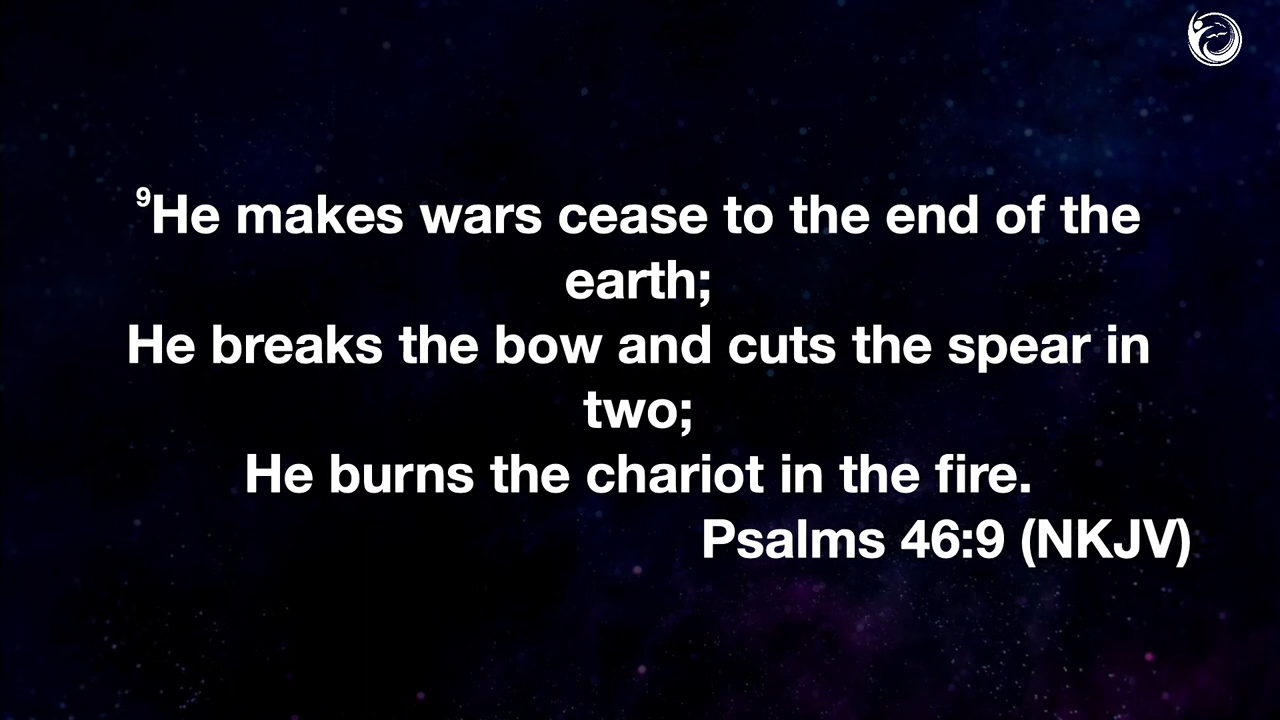 ⁹He makes wars cease to the end of the
earth;
He breaks the bow and cuts the spear in
two;
He burns the chariot in the fire.
Psalms 46:9 (NKJV)